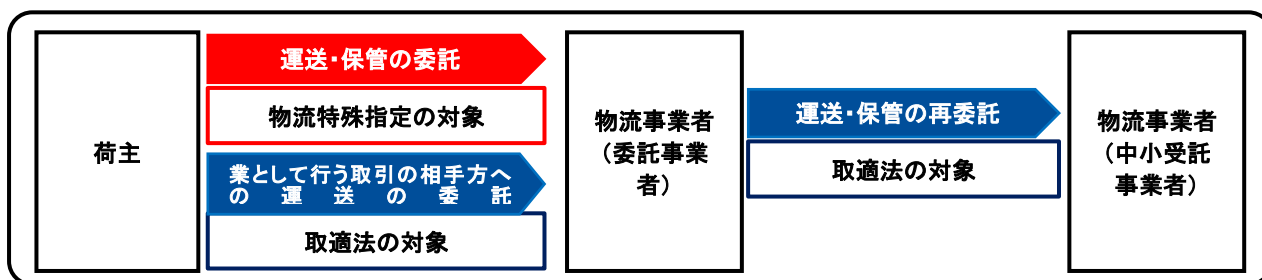 荷主
運送・保管の委託
物流特殊指定の対象
業として行う取引の相手方へ
の運送の委託
取適法の対象
物流事業者
（委託事業
者）
運送・保管の再委託
取適法の対象
物流事業者
（中小受託
事業者）